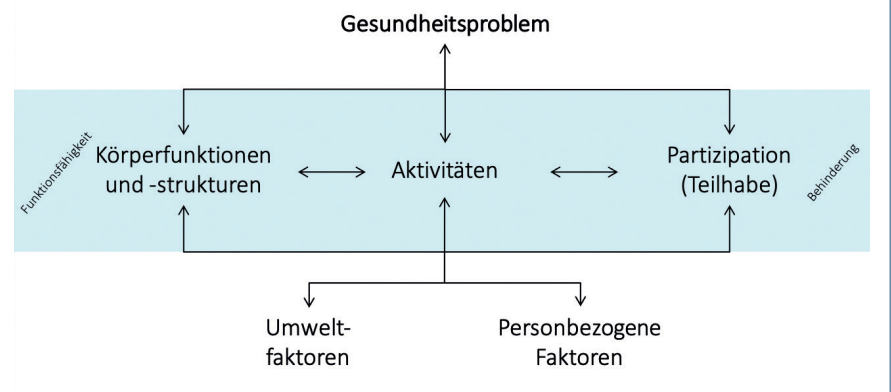 Gesundheitsproblem
Funktionsfähigkeit
Körperfunktionen
und -strukturen
Aktivitäten
Partizipation
(Teilhabe)
Behinderung
Umwelt-
faktoren
Personbezogene
Faktoren